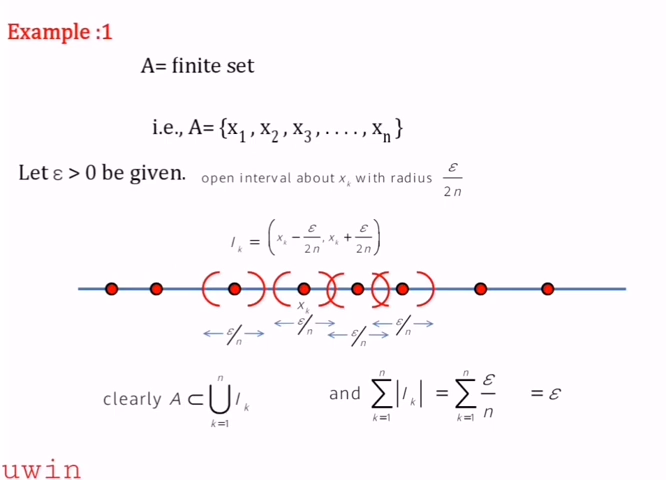 Example :1
A= finite set
i.e., A= {x₁ , x₂ , x₃ , . . . . , xₙ }
Let ε > 0 be given. open interval about xₖ with radius ε/2n
Iₖ = (xₖ − ε/2n, xₖ + ε/2n)
xₖ
ε/n ε/n ε/n ε/n
clearly A ⊂ ⋃ₖ₌₁ⁿ Iₖ and ∑ₖ₌₁ⁿ |Iₖ| = ∑ₖ₌₁ⁿ ε/n = ε
uwin